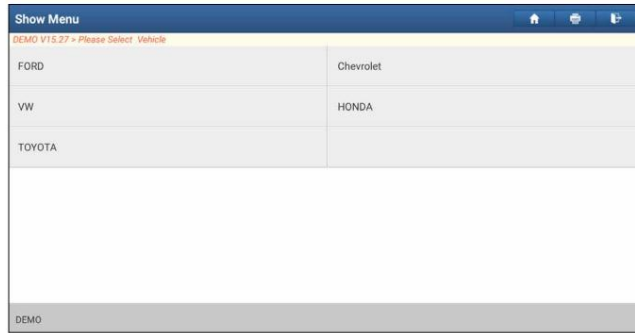 Show Menu
DEMO V15.27 > Please Select Vehicle
FORD
Chevrolet
VW
HONDA
TOYOTA
DEMO